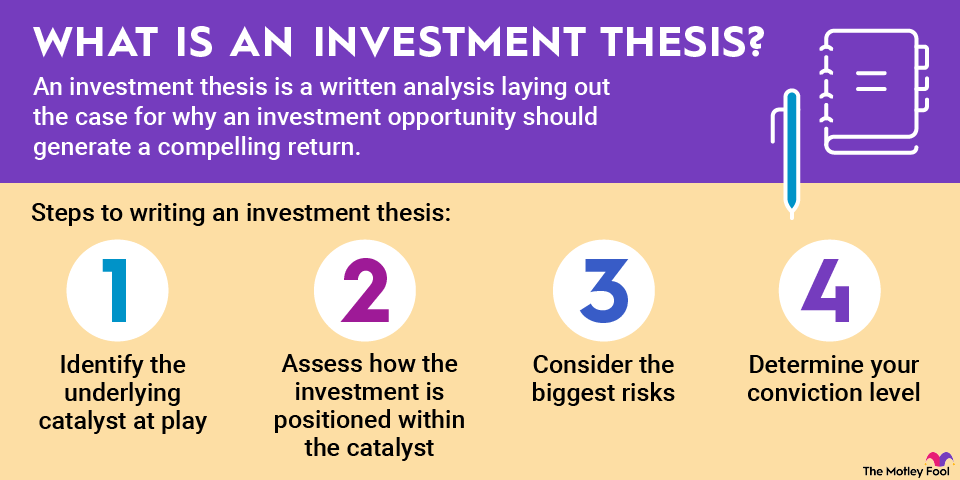 WHAT IS AN INVESTMENT THESIS?
An investment thesis is a written analysis laying out
the case for why an investment opportunity should
generate a compelling return.
Steps to writing an investment thesis:
1
Identify the
underlying
catalyst at play
2
Assess how the
investment is
positioned within
the catalyst
3
Consider the
biggest risks
4
Determine your
conviction level
The Motley Fool